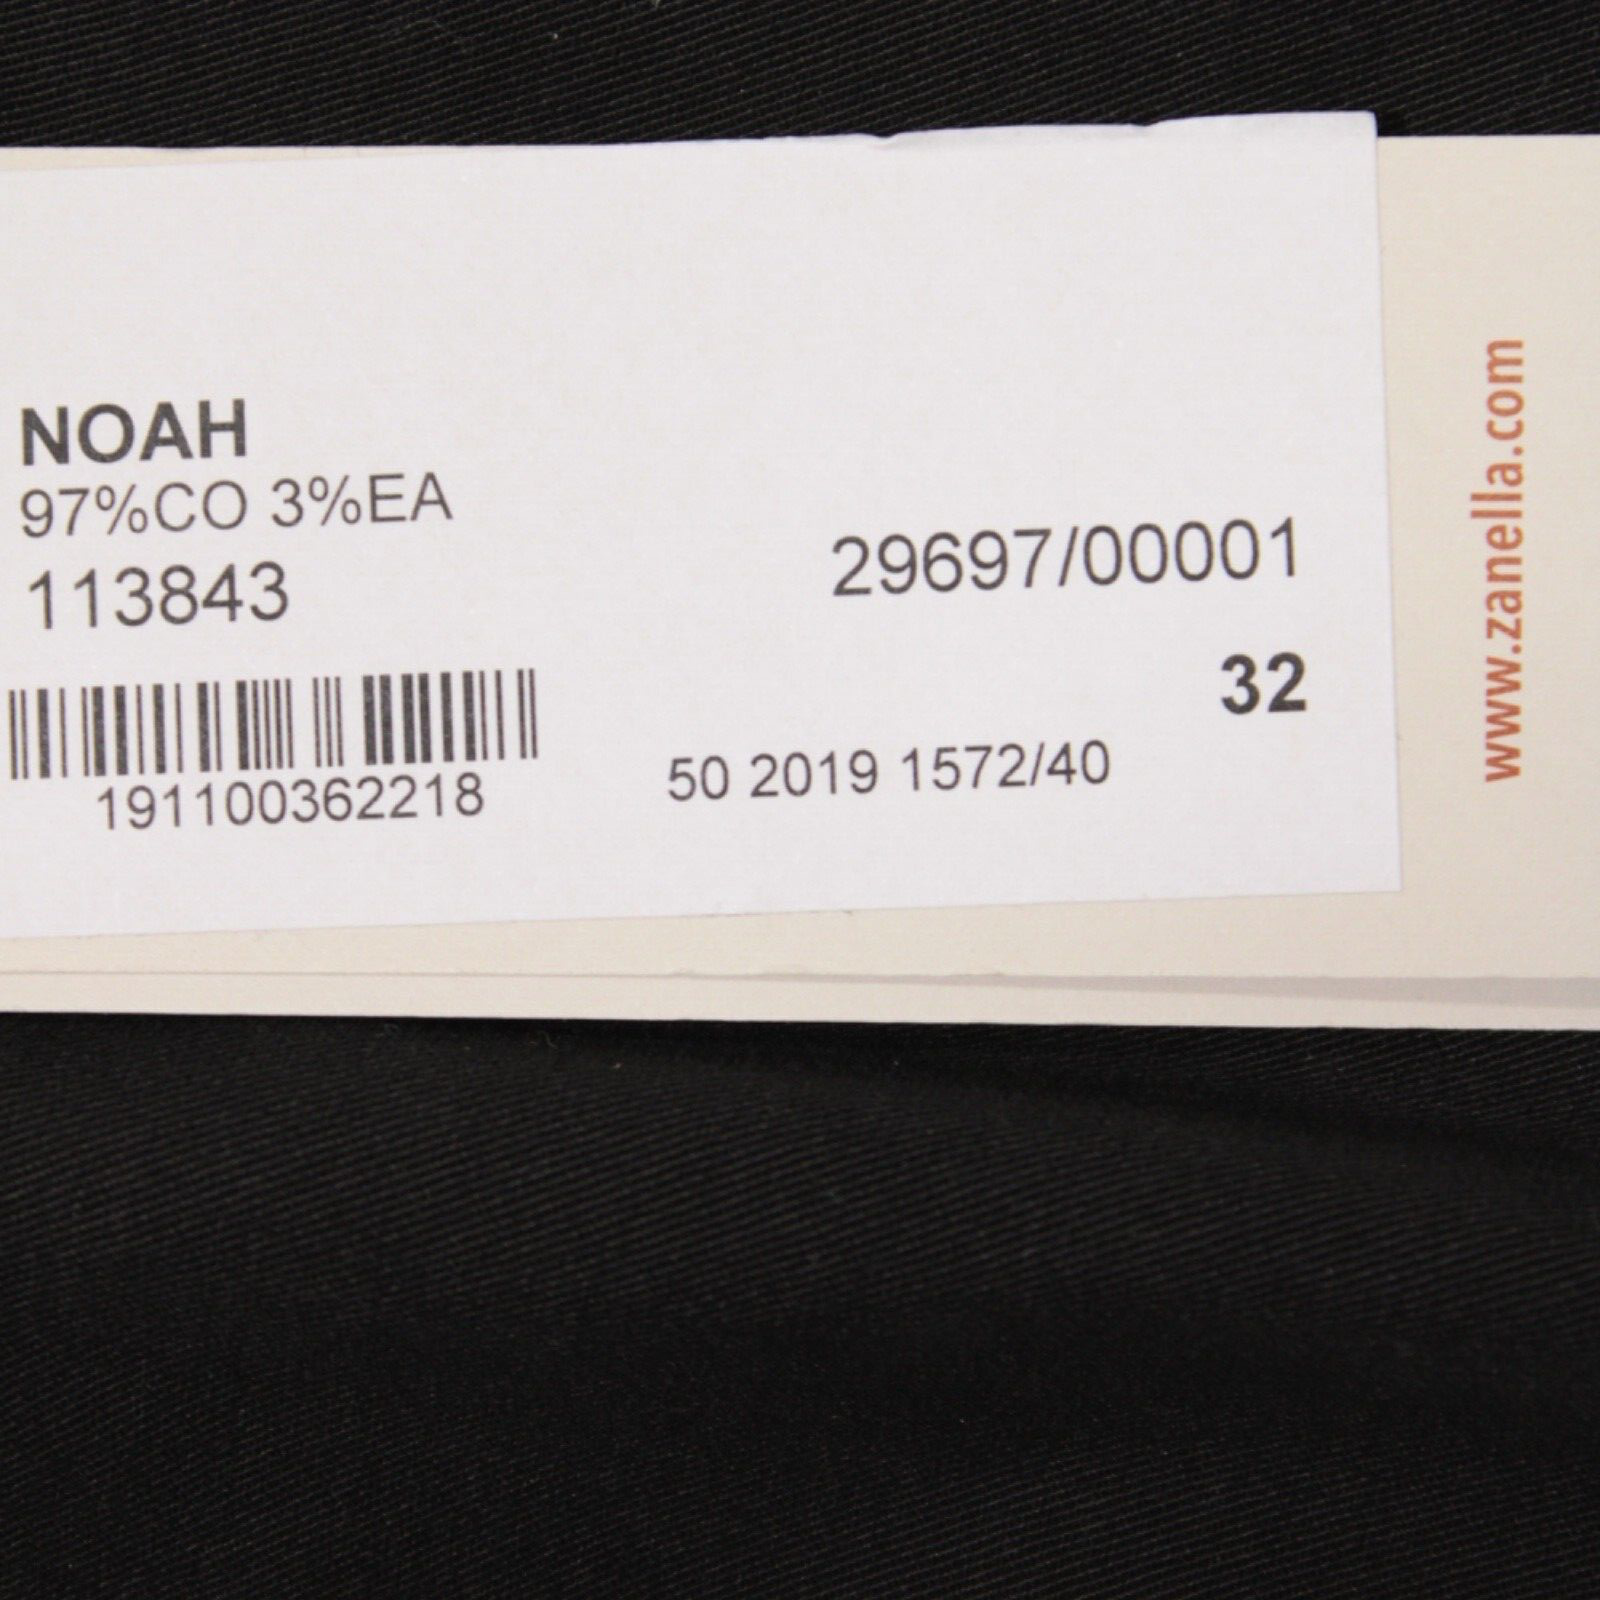 NOAH
97%CO 3%EA
113843
29697/00001
32
191100362218
50 2019 1572/40
www.zanella.com